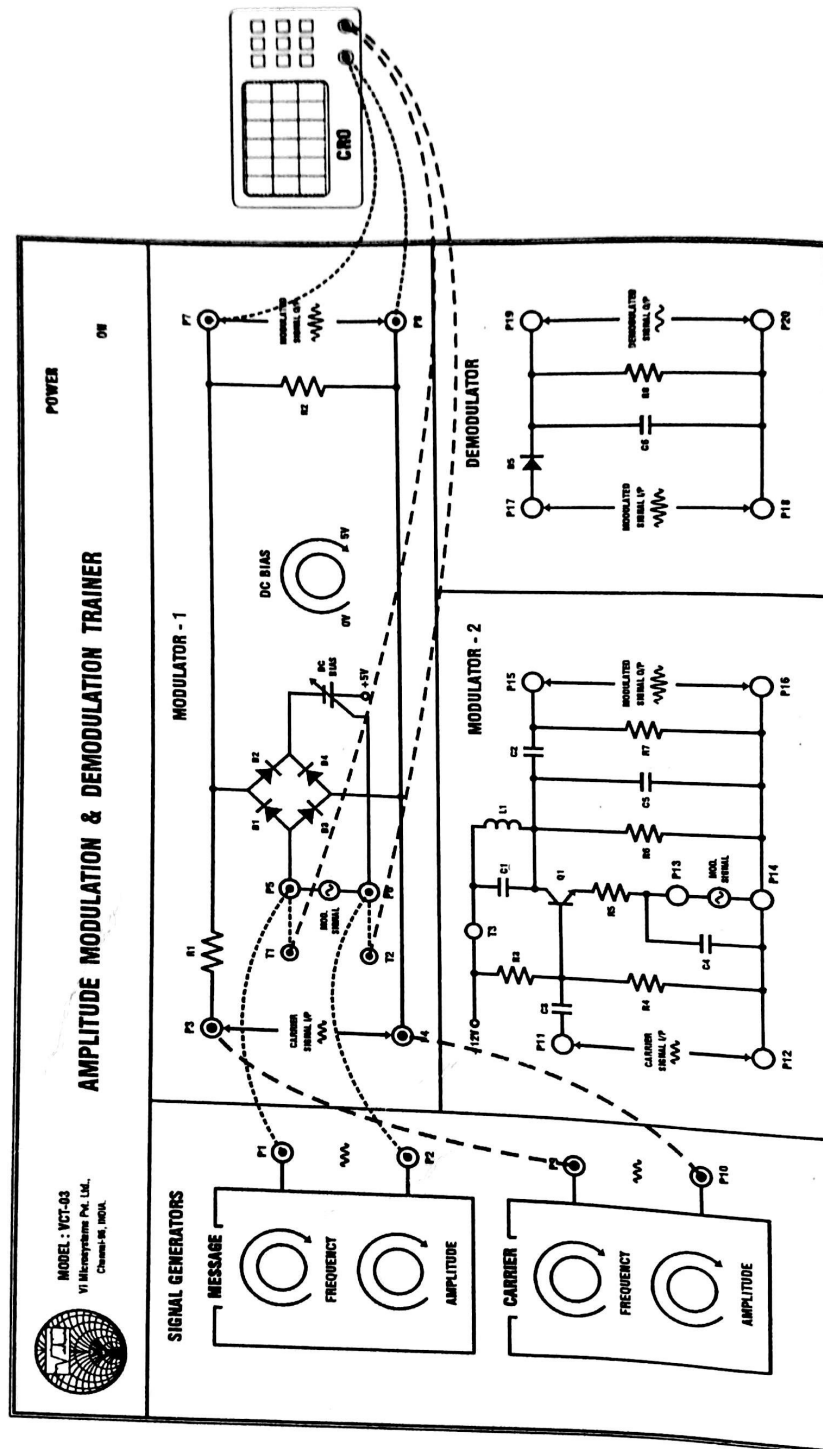 MODEL : VCT-03
Vi Microsystems Pvt. Ltd.,
Chennai-96, INDIA.
AMPLITUDE MODULATION & DEMODULATION TRAINER
POWER
ON
SIGNAL GENERATORS
MESSAGE
FREQUENCY
AMPLITUDE
P1
P2
CARRIER
FREQUENCY
AMPLITUDE
P9
P10
MODULATOR - 1
P3
R1
CARRIER
SIGNAL I/P
P4
T1
T2
P5
MOD.
SIGNAL
P6
D1
D2
D3
D4
DC
BIAS
+5V
DC BIAS
0V
5V
R2
P7
MODULATED
SIGNAL O/P
P8
CRO
MODULATOR - 2
12V
T3
R3
C1
L1
C2
P15
P11
C3
Q1
CARRIER
SIGNAL I/P
R4
C4
R5
P13
MOD.
SIGNAL
P14
R6
C5
R7
MODULATED
SIGNAL O/P
P12
P16
DEMODULATOR
P17
D5
P19
MODULATED
SIGNAL I/P
C6
R8
DEMODULATED
SIGNAL O/P
P18
P20